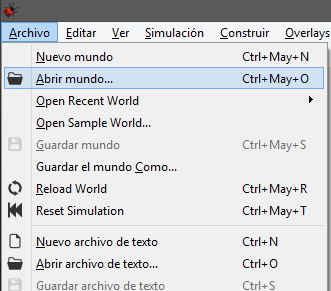 Archivo Editar Ver Simulación Construir Overlays
Nuevo mundo Ctrl+May+N
Abrir mundo... Ctrl+May+O
Open Recent World
Open Sample World...
Guardar mundo Ctrl+May+S
Guardar el mundo Como...
Reload World Ctrl+May+R
Reset Simulation Ctrl+May+T
Nuevo archivo de texto Ctrl+N
Abrir archivo de texto... Ctrl+O
Guardar archivo de texto Ctrl+S